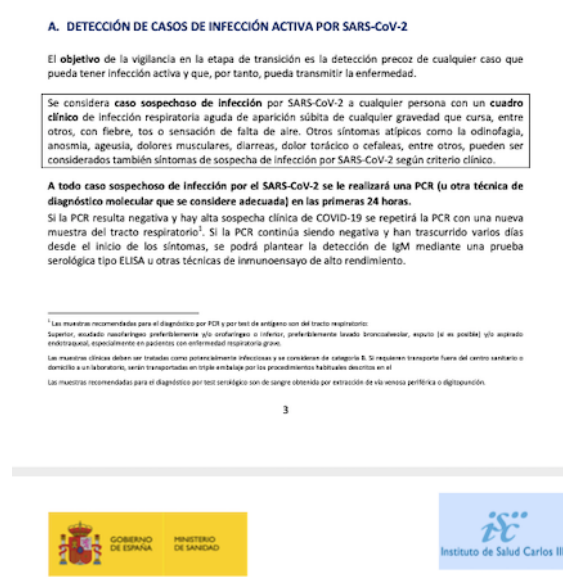 A. DETECCIÓN DE CASOS DE INFECCIÓN ACTIVA POR SARS-CoV-2
El objetivo de la vigilancia en la etapa de transición es la detección precoz de cualquier caso que
pueda tener infección activa y que, por tanto, pueda transmitir la enfermedad.
Se considera caso sospechoso de infección por SARS-CoV-2 a cualquier persona con un cuadro
clínico de infección respiratoria aguda de aparición súbita de cualquier gravedad que cursa, entre
otros, con fiebre, tos o sensación de falta de aire. Otros síntomas atípicos como la odinofagia,
anosmia, ageusia, dolores musculares, diarreas, dolor torácico o cefaleas, entre otros, pueden ser
considerados también síntomas de sospecha de infección por SARS-CoV-2 según criterio clínico.
A todo caso sospechoso de infección por el SARS-CoV-2 se le realizará una PCR (u otra técnica de
diagnóstico molecular que se considere adecuada) en las primeras 24 horas.
Si la PCR resulta negativa y hay alta sospecha clínica de COVID-19 se repetirá la PCR con una nueva
muestra del tracto respiratorio¹. Si la PCR continúa siendo negativa y han trascurrido varios días
desde el inicio de los síntomas, se podrá plantear la detección de IgM mediante una prueba
serológica tipo ELISA u otras técnicas de inmunoensayo de alto rendimiento.
¹ Las muestras recomendadas para el diagnóstico por PCR y por test de antígeno son del tracto respiratorio:
Superior, exudado nasofaríngeo preferiblemente y/o orofaríngeo o Inferior, preferiblemente lavado broncoalveolar, esputo (si es posible) y/o aspirado
endotraqueal, especialmente en pacientes con enfermedad respiratoria grave.
Las muestras clínicas deben ser tratadas como potencialmente infecciosas y se consideran de categoría B. Si requieren transporte fuera del centro sanitario o
domicilio a un laboratorio, serán transportadas en triple embalaje por los procedimientos habituales descritos en el
Las muestras recomendadas para el diagnóstico por test serológico son de sangre obtenida por extracción de vía venosa periférica o digitopunción.
3
GOBIERNO
DE ESPAÑA
MINISTERIO
DE SANIDAD
isc
Instituto de Salud Carlos III